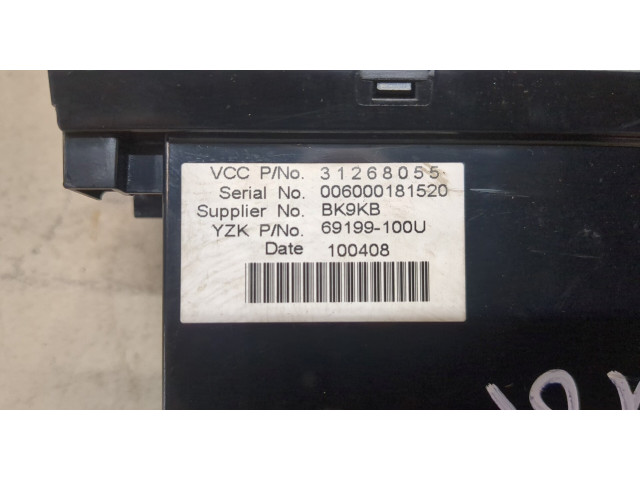 VCC P/No. 31268055
Serial No. 006000181520
Supplier No. BK9KB
YZK P/No. 69199-100U
Date 100408